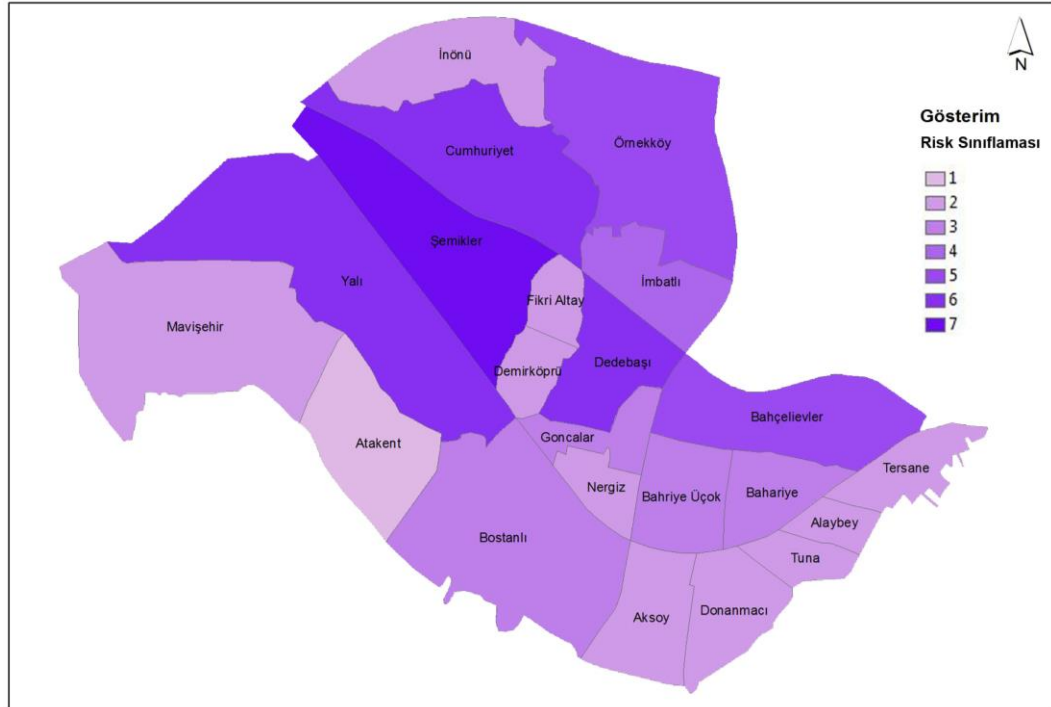 İnönü
N
Gösterim
Risk Sınıflaması
1
2
3
4
5
6
7
Cumhuriyet
Örnekköy
Şemikler
Yalı
İmbatlı
Fikri Altay
Mavişehir
Dedebaşı
Demirköprü
Bahçelievler
Atakent
Goncalar
Tersane
Nergiz
Bahriye Üçok
Bahariye
Alaybey
Bostanlı
Tuna
Aksoy
Donanmacı